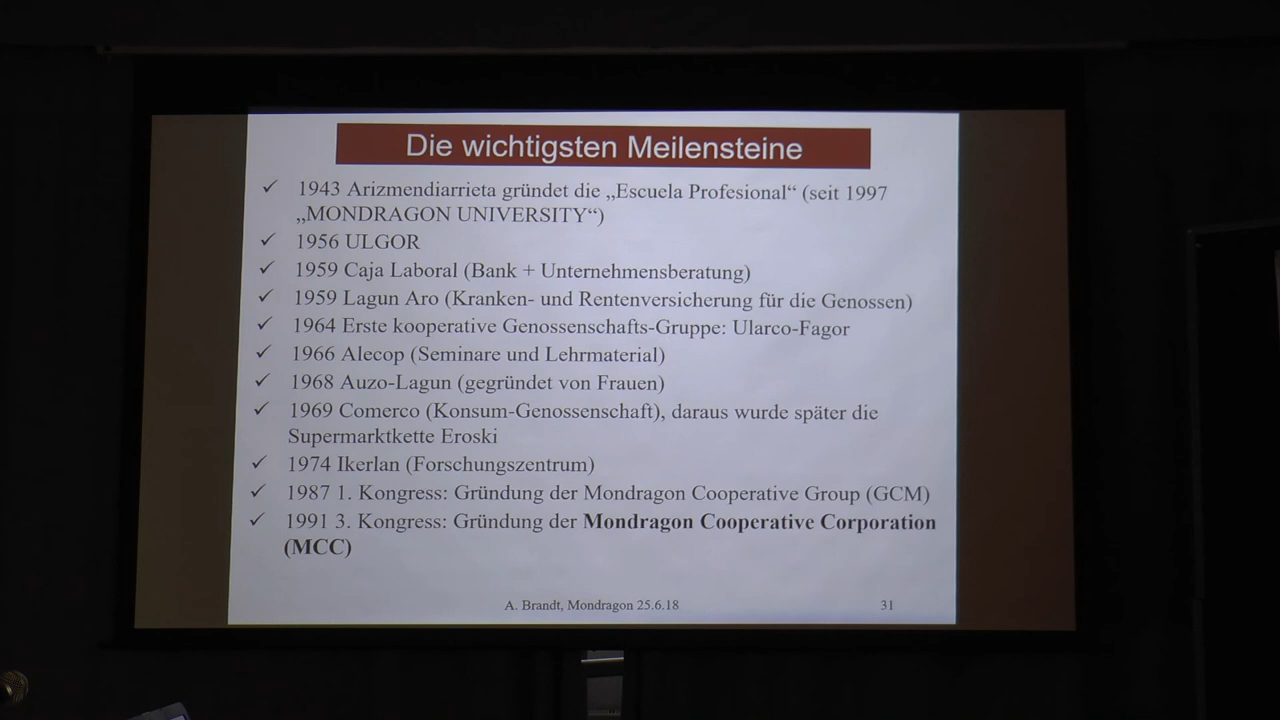 Die wichtigsten Meilensteine
✓ 1943 Arizmendiarrieta gründet die „Escuela Profesional“ (seit 1997
„MONDRAGON UNIVERSITY“)
✓ 1956 ULGOR
✓ 1959 Caja Laboral (Bank + Unternehmensberatung)
✓ 1959 Lagun Aro (Kranken- und Rentenversicherung für die Genossen)
✓ 1964 Erste kooperative Genossenschafts-Gruppe: Ularco-Fagor
✓ 1966 Alecop (Seminare und Lehrmaterial)
✓ 1968 Auzo-Lagun (gegründet von Frauen)
✓ 1969 Comerco (Konsum-Genossenschaft), daraus wurde später die
Supermarktkette Eroski
✓ 1974 Ikerlan (Forschungszentrum)
✓ 1987 1. Kongress: Gründung der Mondragon Cooperative Group (GCM)
✓ 1991 3. Kongress: Gründung der Mondragon Cooperative Corporation
(MCC)
A. Brandt, Mondragon 25.6.18 31